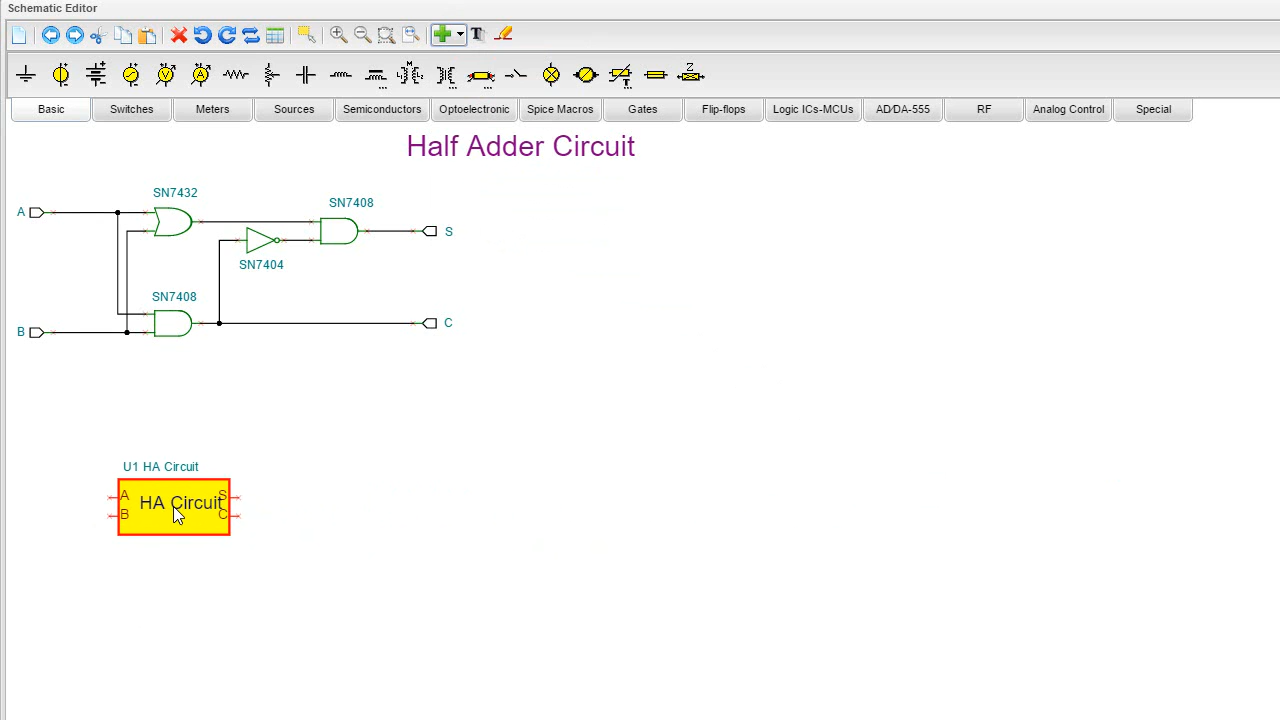 Schematic Editor
T
M
V
A
T
Z
Basic Switches Meters Sources Semiconductors Optoelectronic Spice Macros Gates Flip-flops Logic ICs-MCUs AD/DA-555 RF Analog Control Special
Half Adder Circuit
SN7432
SN7408
A
S
SN7404
SN7408
B
C
U1 HA Circuit
A HA Circuit S
B C